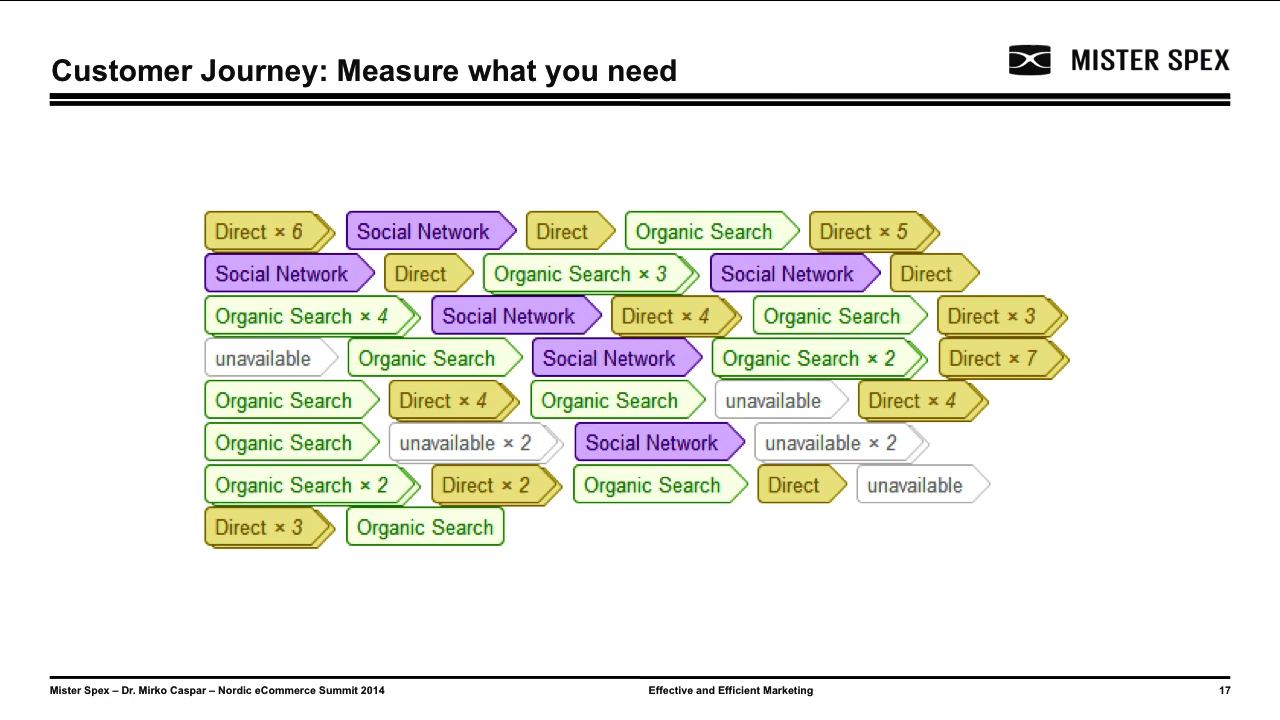 Customer Journey: Measure what you need
MISTER SPEX
Direct × 6 Social Network Direct Organic Search Direct × 5
Social Network Direct Organic Search × 3 Social Network Direct
Organic Search × 4 Social Network Direct × 4 Organic Search Direct × 3
unavailable Organic Search Social Network Organic Search × 2 Direct × 7
Organic Search Direct × 4 Organic Search unavailable Direct × 4
Organic Search unavailable × 2 Social Network unavailable × 2
Organic Search × 2 Direct × 2 Organic Search Direct unavailable
Direct × 3 Organic Search
Mister Spex – Dr. Mirko Caspar – Nordic eCommerce Summit 2014 Effective and Efficient Marketing 17